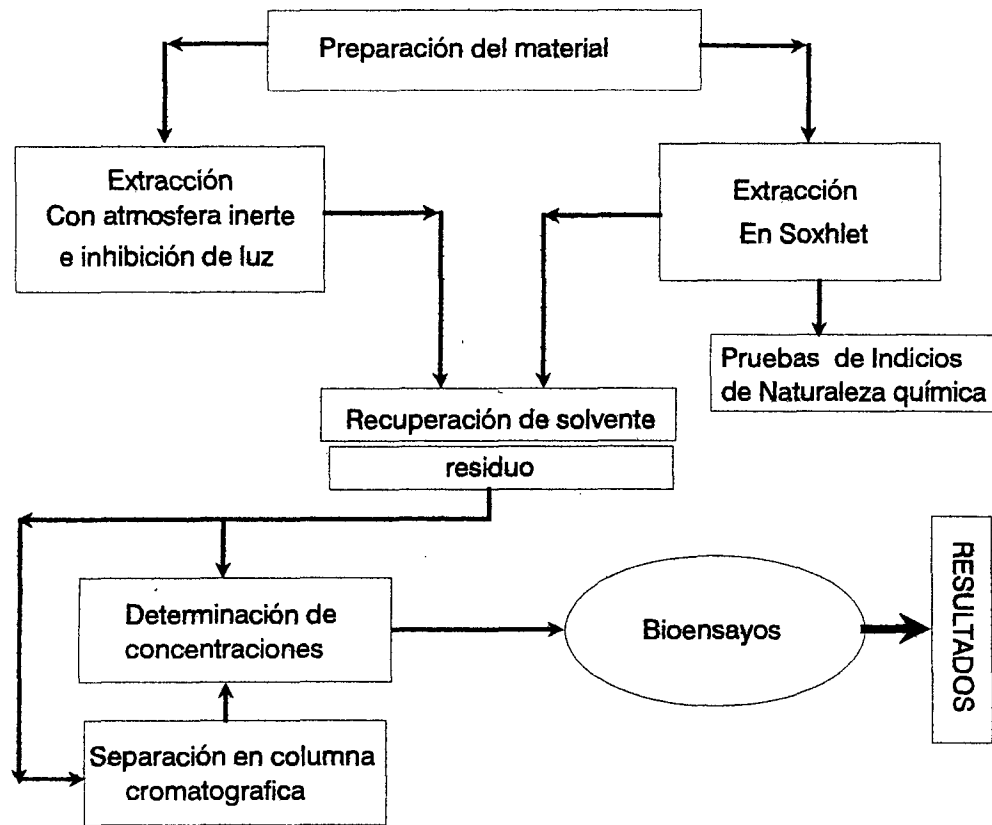 Preparación del material
Extracción
Con atmosfera inerte
e inhibición de luz
Extracción
En Soxhlet
Pruebas de Indicios
de Naturaleza química
Recuperación de solvente
residuo
Determinación de
concentraciones
Bioensayos
RESULTADOS
Separación en columna
cromatografica